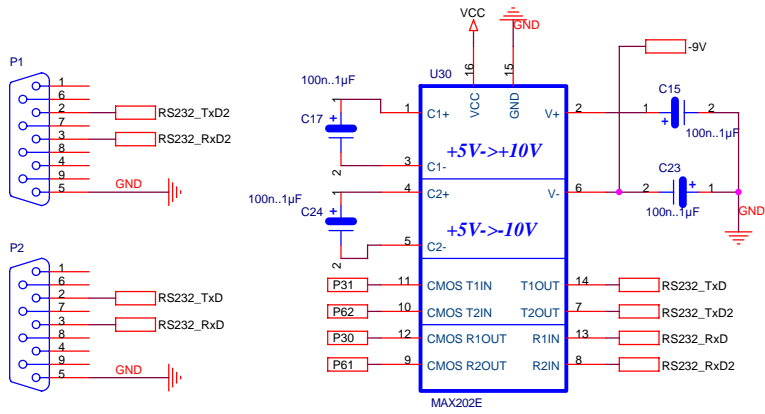 P1
1
6
2 RS232_TxD2
7
3 RS232_RxD2
8
4
9
5 GND
P2
1
6
2 RS232_TxD
7
3 RS232_RxD
8
4
9
5 GND
VCC
GND
-9V
16
15
U30
VCC
GND
100n..1µF
1
C17
+
2
1 C1+
3 C1-
+5V->+10V
V+ 2
1
C15
2
+
100n..1µF
100n..1µF
1
+
C24
2
4 C2+
5 C2-
+5V->-10V
V- 6
C23
2
+
1
100n..1µF
GND
P31 11 CMOS T1IN T1OUT 14 RS232_TxD
P62 10 CMOS T2IN T2OUT 7 RS232_TxD2
P30 12 CMOS R1OUT R1IN 13 RS232_RxD
P61 9 CMOS R2OUT R2IN 8 RS232_RxD2
MAX202E